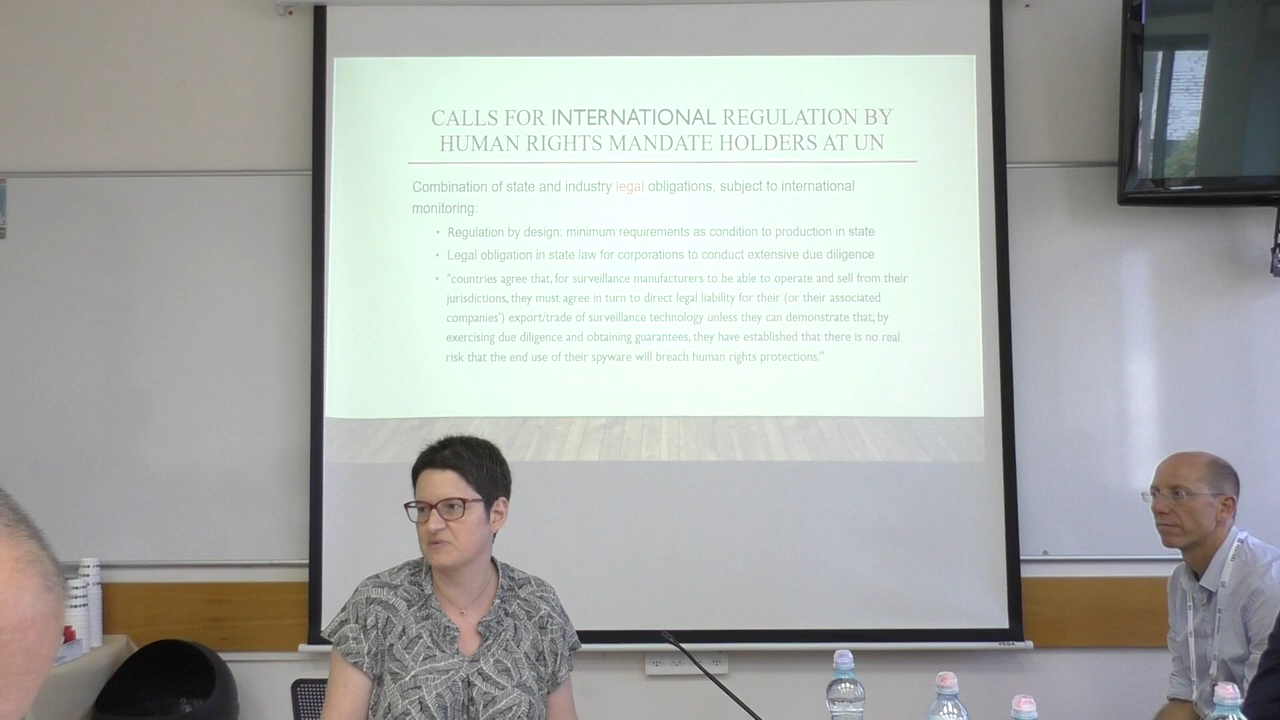 CALLS FOR INTERNATIONAL REGULATION BY
HUMAN RIGHTS MANDATE HOLDERS AT UN
Combination of state and industry legal obligations, subject to international
monitoring:
• Regulation by design: minimum requirements as condition to production in state
• Legal obligation in state law for corporations to conduct extensive due diligence
• "countries agree that, for surveillance manufacturers to be able to operate and sell from their
jurisdictions, they must agree in turn to direct legal liability for their (or their associated
companies') export/trade of surveillance technology unless they can demonstrate that, by
exercising due diligence and obtaining guarantees, they have established that there is no real
risk that the end use of their spyware will breach human rights protections."
VEGA